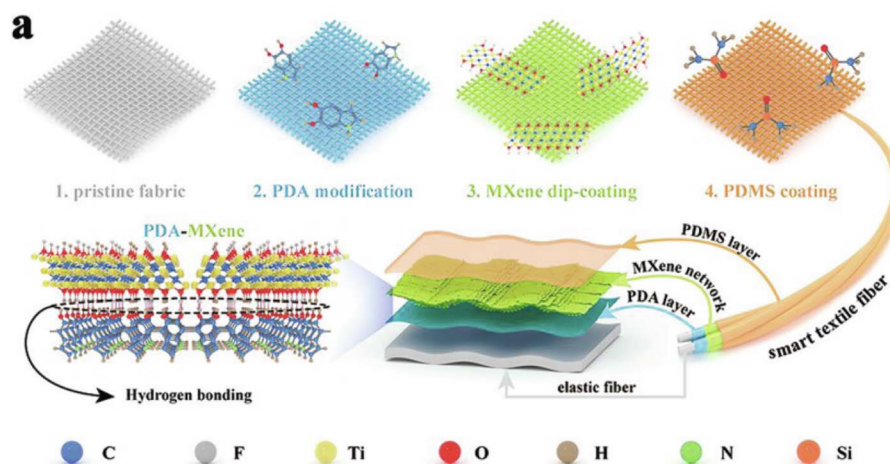 a
1. pristine fabric
2. PDA modification
3. MXene dip-coating
4. PDMS coating
PDA-MXene
PDMS layer
MXene network
PDA layer
smart textile fiber
elastic fiber
Hydrogen bonding
C F Ti O H N Si